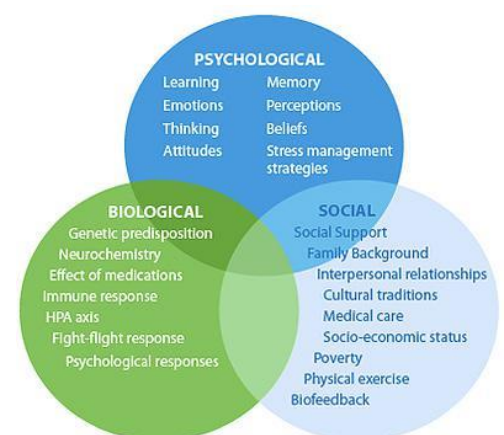 PSYCHOLOGICAL
Learning
Emotions
Thinking
Attitudes
Memory
Perceptions
Beliefs
Stress management
strategies
BIOLOGICAL
Genetic predisposition
Neurochemistry
Effect of medications
Immune response
HPA axis
Fight-flight response
Psychological responses
SOCIAL
Social Support
Family Background
Interpersonal relationships
Cultural traditions
Medical care
Socio-economic status
Poverty
Physical exercise
Biofeedback